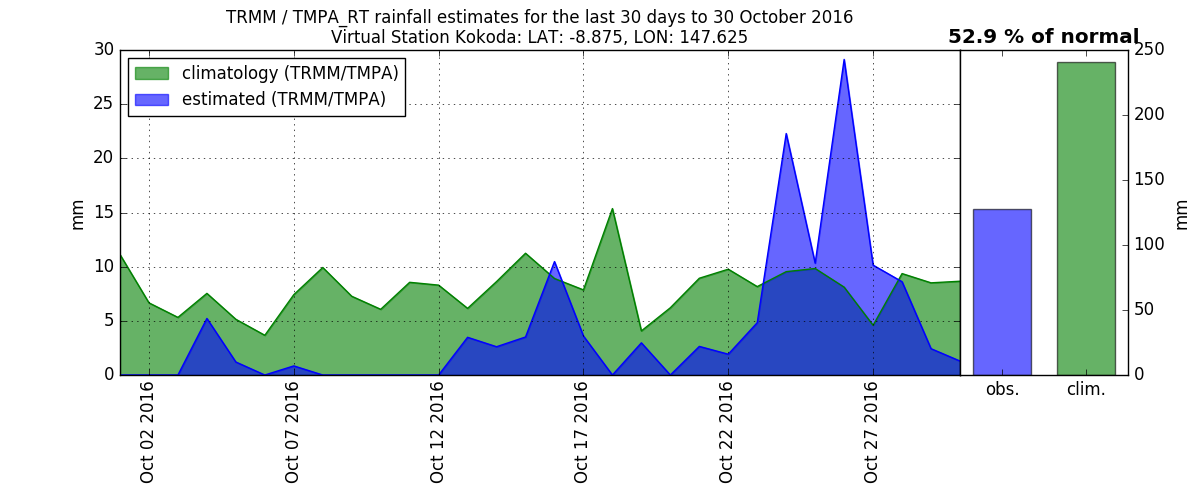 TRMM / TMPA_RT rainfall estimates for the last 30 days to 30 October 2016
Virtual Station Kokoda: LAT: -8.875, LON: 147.625
52.9 % of normal
climatology (TRMM/TMPA)
estimated (TRMM/TMPA)
mm
30
25
20
15
10
5
0
Oct 02 2016
Oct 07 2016
Oct 12 2016
Oct 17 2016
Oct 22 2016
Oct 27 2016
250
200
150
100
50
0
mm
obs.
clim.